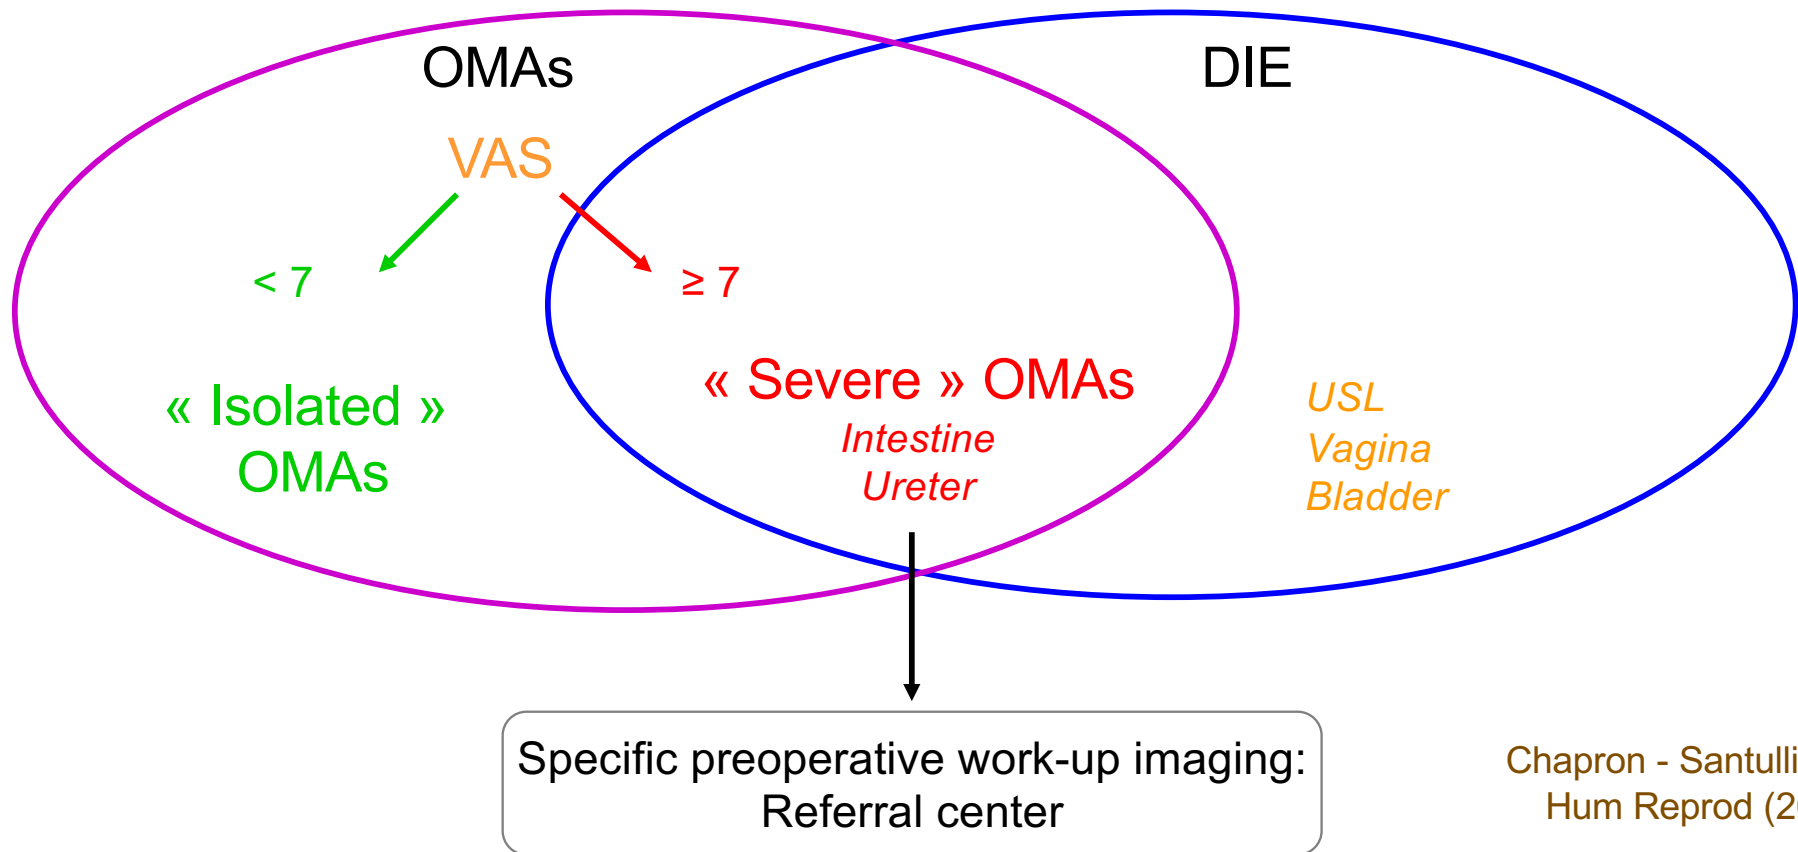 OMAs
DIE
VAS
< 7
≥ 7
« Isolated »
OMAs
« Severe » OMAs
Intestine
Ureter
USL
Vagina
Bladder
Specific preoperative work-up imaging:
Referral center
Chapron - Santulli
Hum Reprod